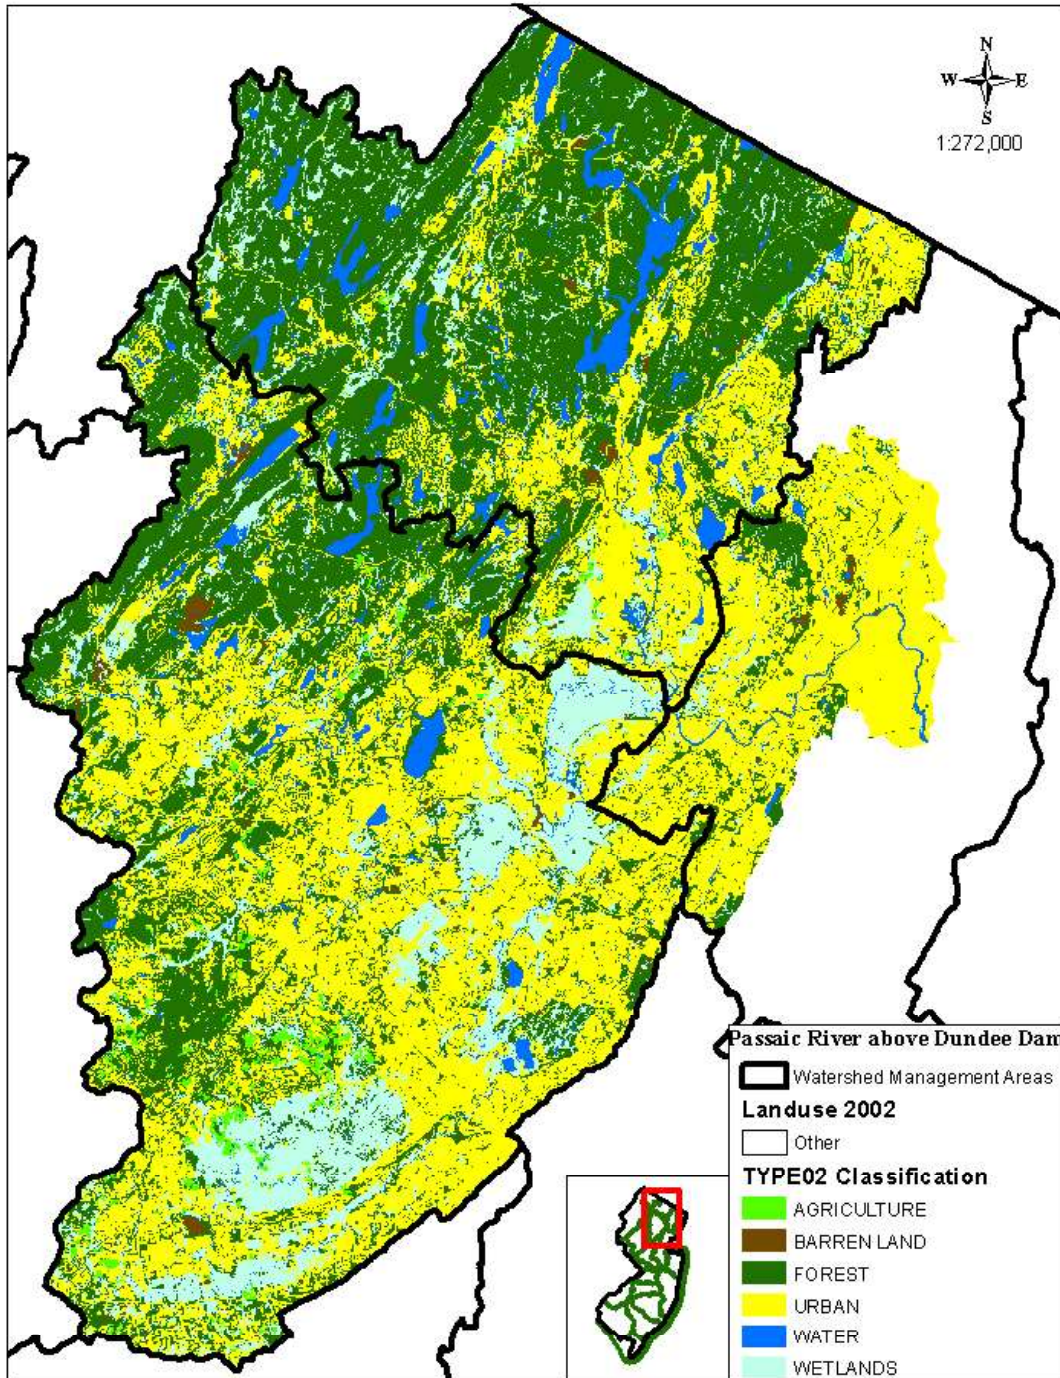 N
W E
S
1:272,000
Passaic River above Dundee Dam
Watershed Management Areas
Landuse 2002
Other
TYPE02 Classification
AGRICULTURE
BARREN LAND
FOREST
URBAN
WATER
WETLANDS